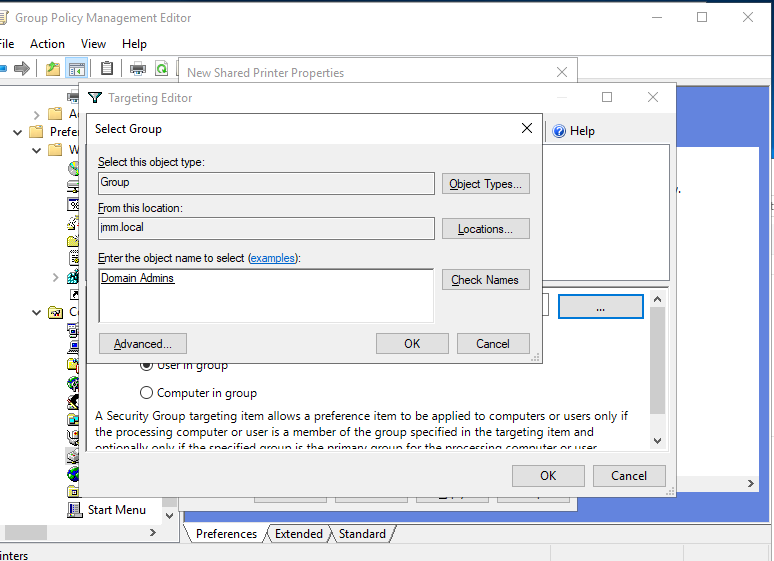 Group Policy Management Editor
File Action View Help
New Shared Printer Properties
Targeting Editor
Help
Select Group
Select this object type:
Group
Object Types...
From this location:
jmm.local
Locations...
Enter the object name to select (examples):
Domain Admins
Check Names
Advanced...
OK
Cancel
...
User in group
Computer in group
A Security Group targeting item allows a preference item to be applied to computers or users only if
the processing computer or user is a member of the group specified in the targeting item and
optionally only if the specified group is the primary group for the processing computer or user
OK
Cancel
Start Menu
Preferences
Extended
Standard